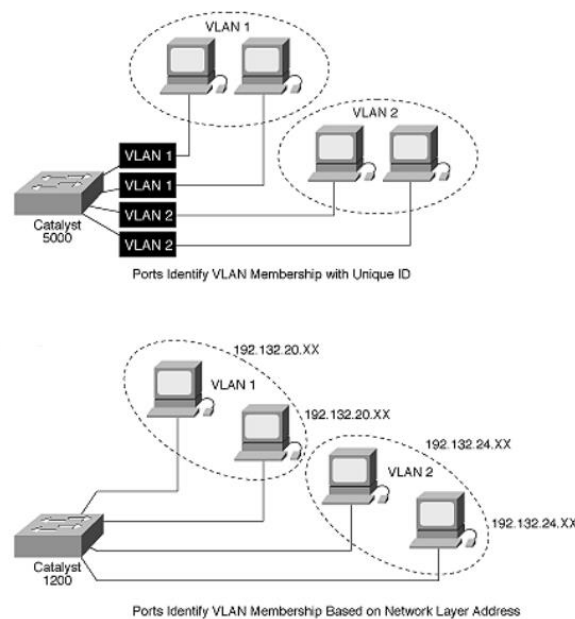 VLAN 1
VLAN 2
VLAN 1
VLAN 1
VLAN 2
VLAN 2
Catalyst
5000
Ports Identify VLAN Membership with Unique ID
192.132.20.XX
VLAN 1
192.132.20.XX
192.132.24.XX
VLAN 2
192.132.24.XX
Catalyst
1200
Ports Identify VLAN Membership Based on Network Layer Address